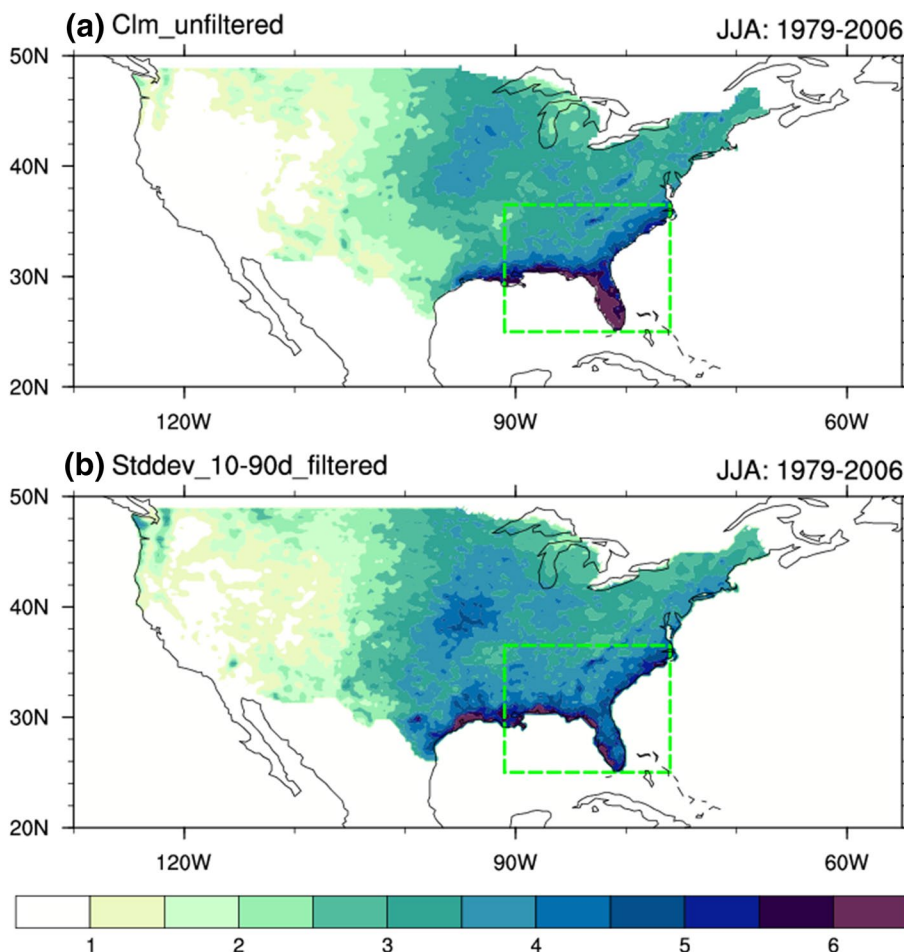 (a) Clm_unfiltered JJA: 1979-2006
50N
40N
30N
20N
120W 90W 60W
(b) Stddev_10-90d_filtered JJA: 1979-2006
50N
40N
30N
20N
120W 90W 60W
1 2 3 4 5 6